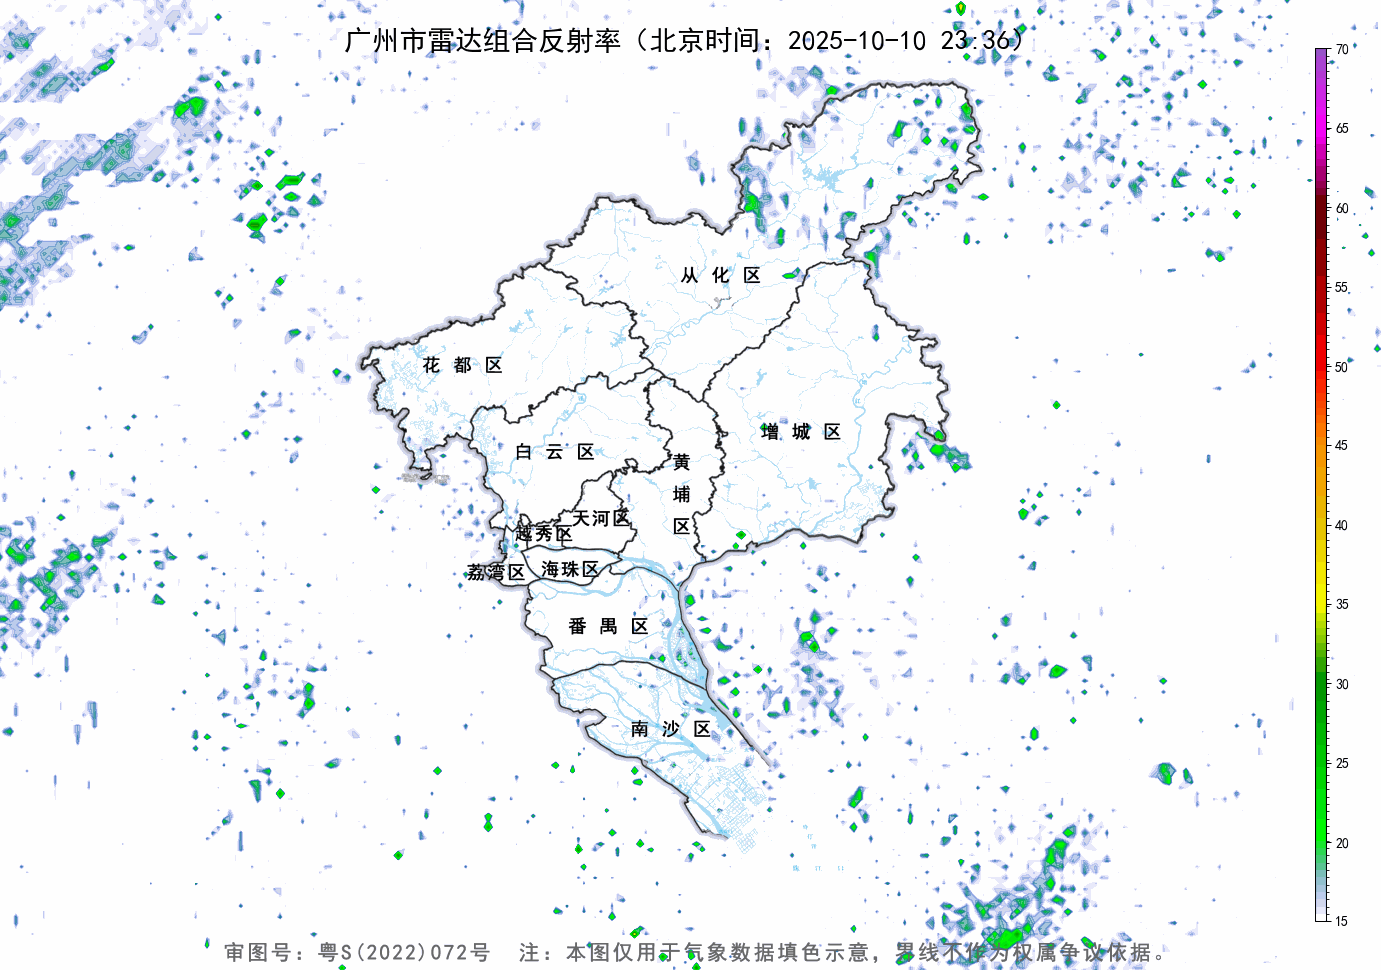 广州市雷达组合反射率（北京时间：2025-10-10 23:36）
70
65
60
55
50
45
40
35
30
25
20
15
从化区
花都区
增城区
白云区
黄埔区
天河区
越秀区
荔湾区
海珠区
番禺区
南沙区
审图号：粤S(2022)072号 注：本图仅用于气象数据填色示意，界线不作为权属争议依据。